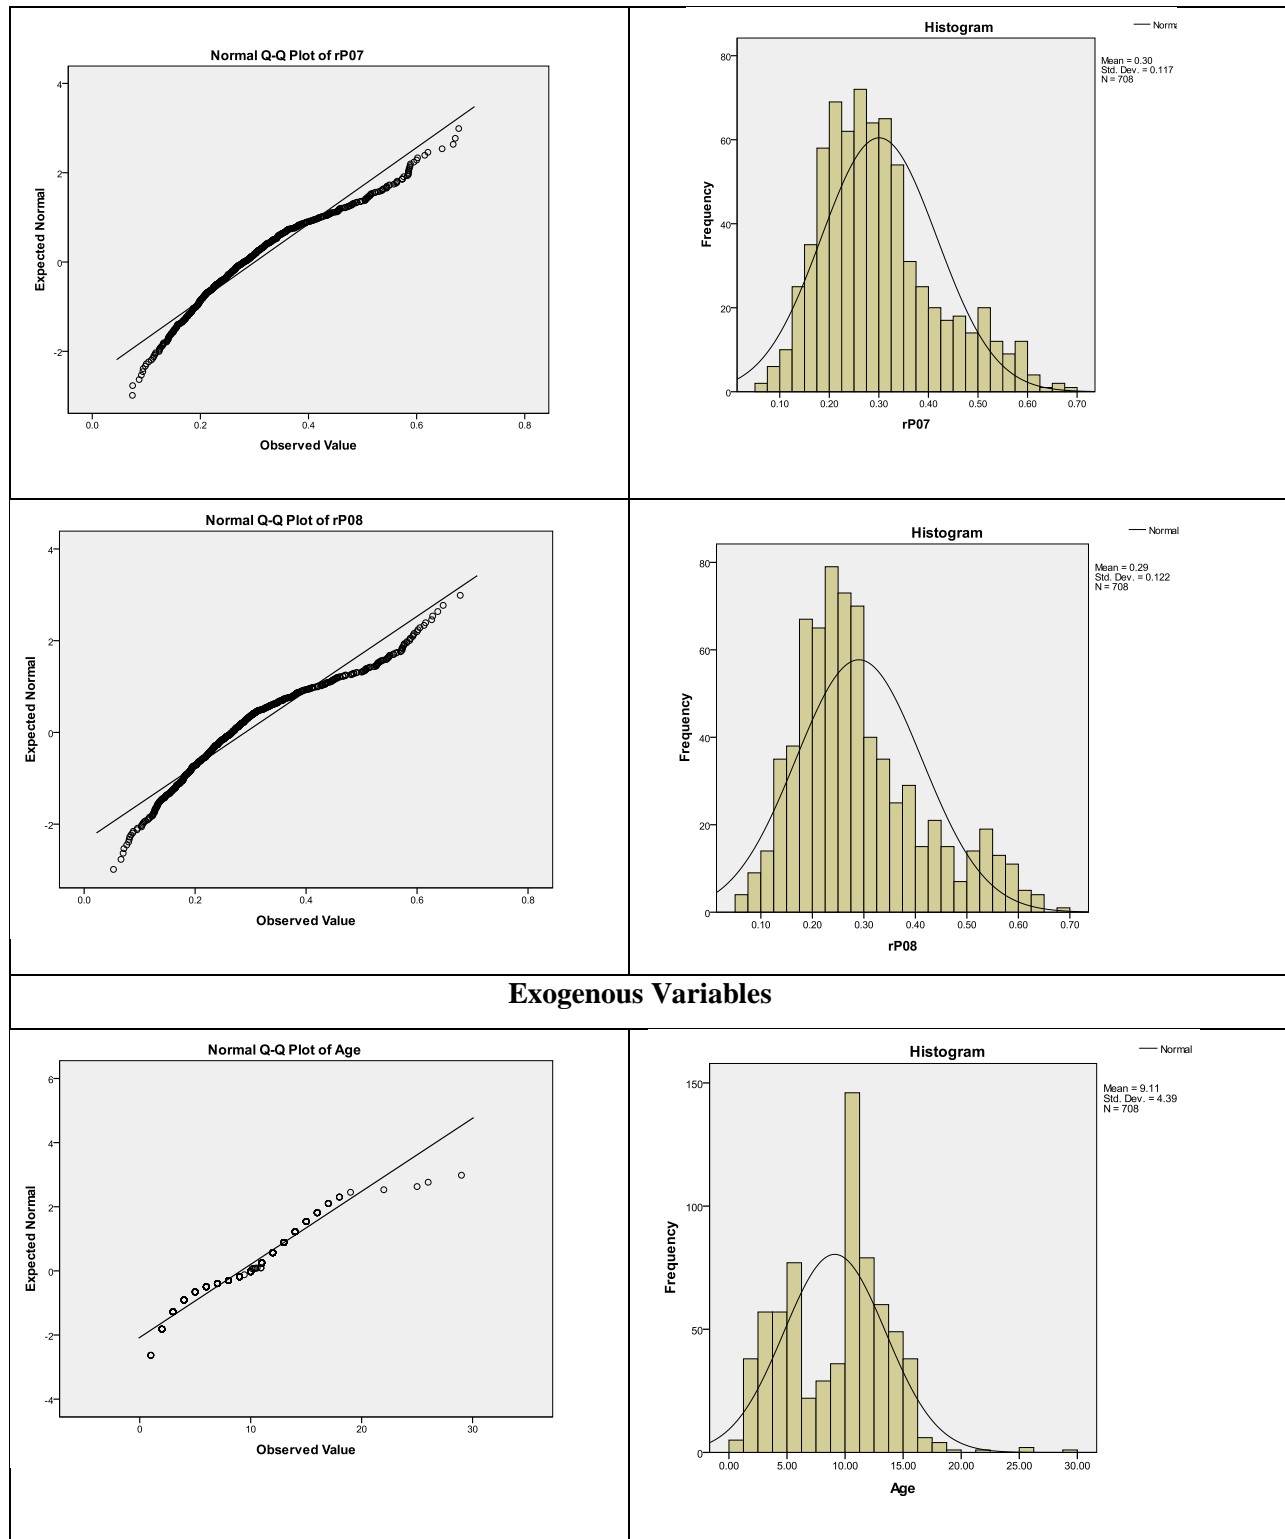 Normal Q-Q Plot of rP07
4
2
0
-2
Expected Normal
0.0 0.2 0.4 0.6 0.8
Observed Value
Histogram
Norma
Mean = 0.30
Std. Dev. = 0.117
N = 708
80
60
40
20
0
Frequency
0.10 0.20 0.30 0.40 0.50 0.60 0.70
rP07
Normal Q-Q Plot of rP08
4
2
0
-2
Expected Normal
0.0 0.2 0.4 0.6 0.8
Observed Value
Histogram
Normal
Mean = 0.29
Std. Dev. = 0.122
N = 708
80
60
40
20
0
Frequency
0.10 0.20 0.30 0.40 0.50 0.60 0.70
rP08
Exogenous Variables
Normal Q-Q Plot of Age
6
4
2
0
-2
-4
Expected Normal
0 10 20 30
Observed Value
Histogram
Normal
Mean = 9.11
Std. Dev. = 4.39
N = 708
150
100
50
0
Frequency
0.00 5.00 10.00 15.00 20.00 25.00 30.00
Age